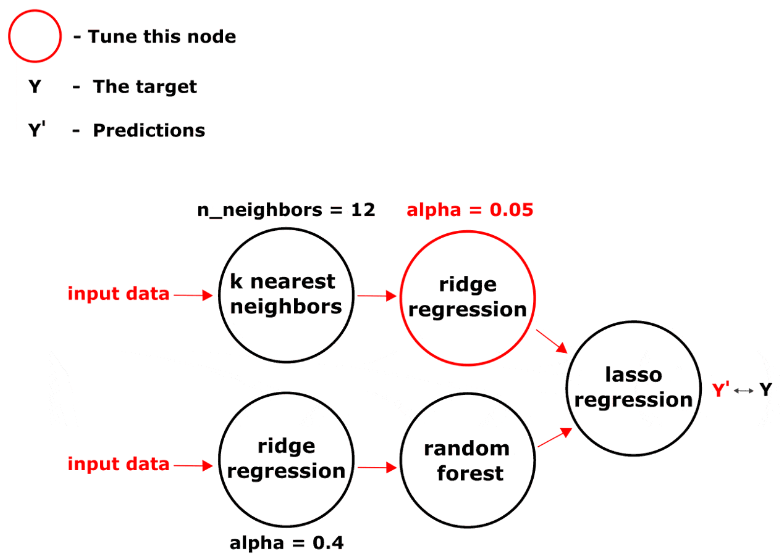 - Tune this node
Y - The target
Y' - Predictions
n_neighbors = 12
alpha = 0.05
input data
k nearest
neighbors
ridge
regression
lasso
regression
Y' ↔ Y
input data
ridge
regression
random
forest
alpha = 0.4